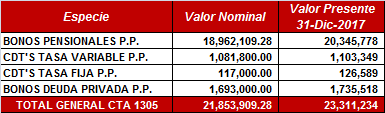 Especie Valor Nominal Valor Presente 31-Dic-2017
BONOS PENSIONALES P.P. 18,962,109.28 20,345,778
CDT'S TASA VARIABLE P.P. 1,081,800.00 1,103,349
CDT'S TASA FIJA P.P. 117,000.00 126,589
BONOS DEUDA PRIVADA P.P. 1,693,000.00 1,735,518
TOTAL GENERAL CTA 1305 21,853,909.28 23,311,234